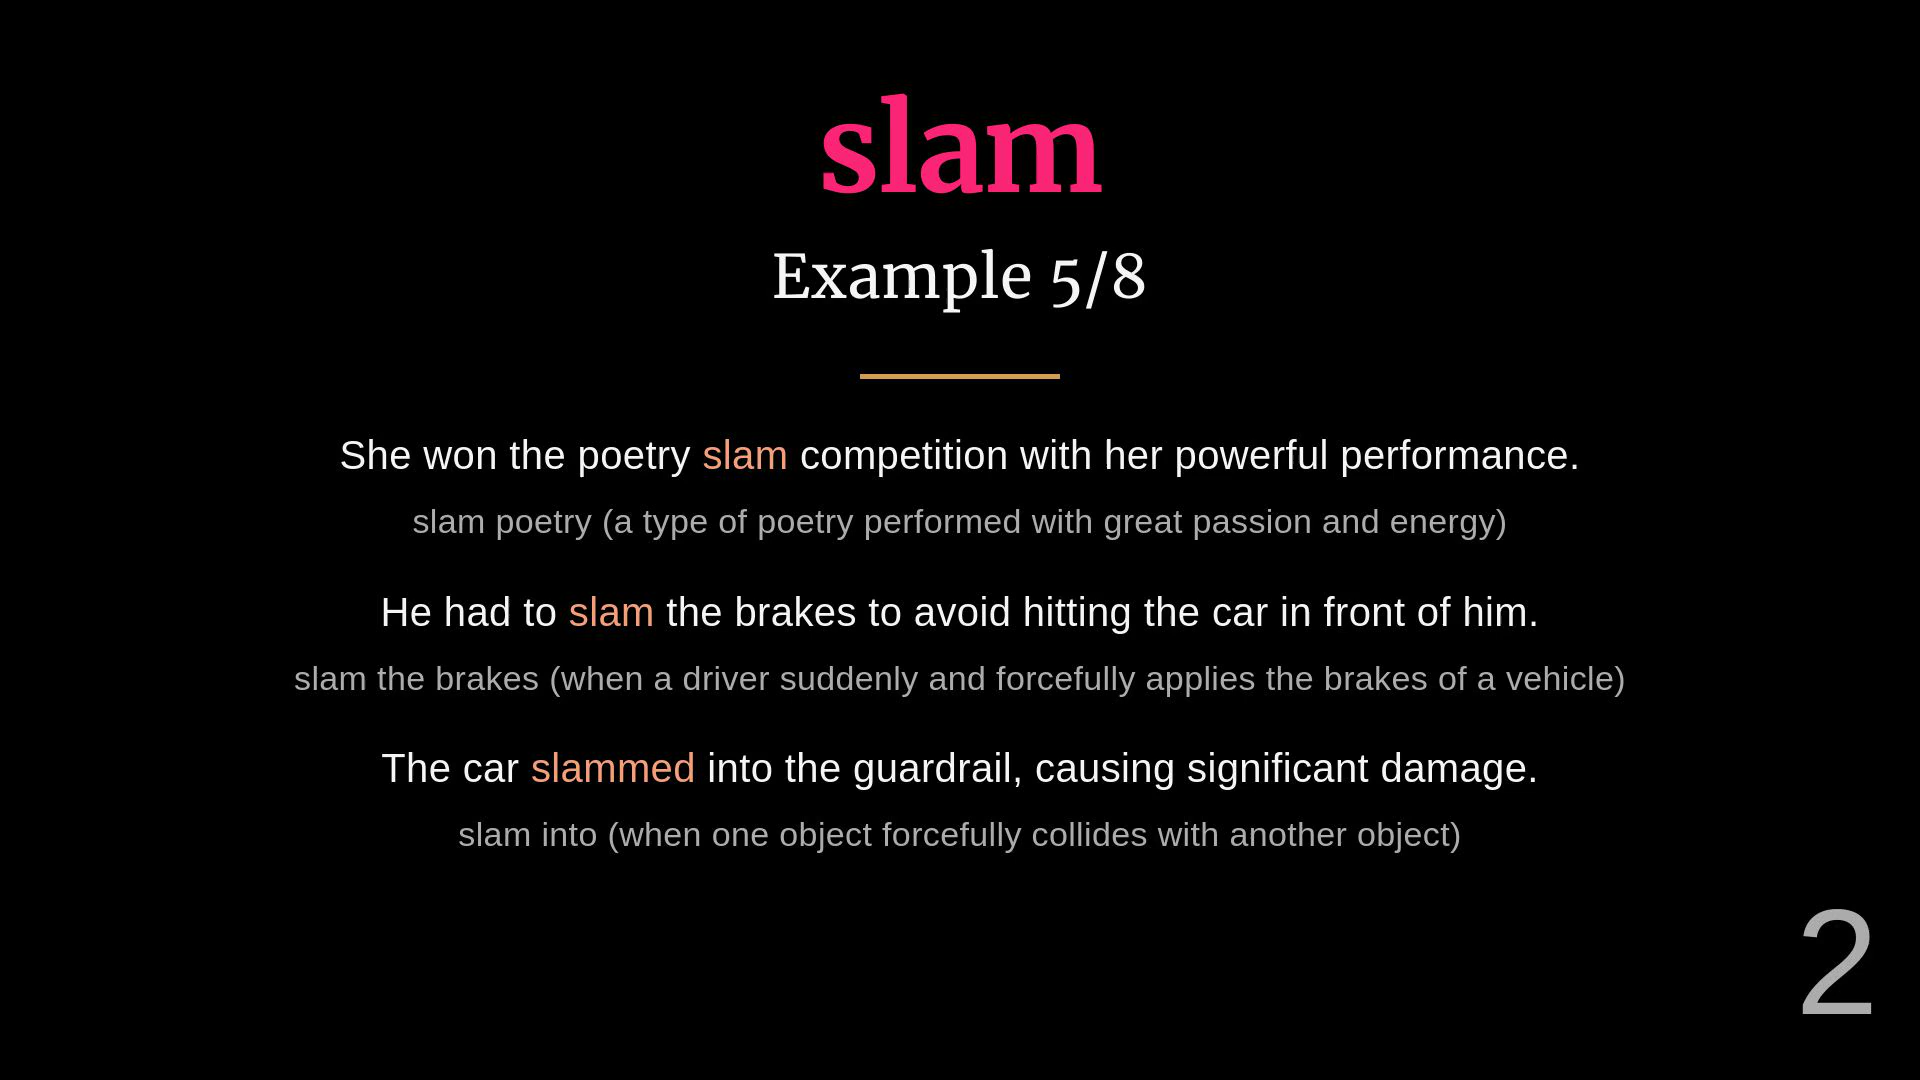 slam
Example 5/8
She won the poetry slam competition with her powerful performance.
slam poetry (a type of poetry performed with great passion and energy)
He had to slam the brakes to avoid hitting the car in front of him.
slam the brakes (when a driver suddenly and forcefully applies the brakes of a vehicle)
The car slammed into the guardrail, causing significant damage.
slam into (when one object forcefully collides with another object)
2